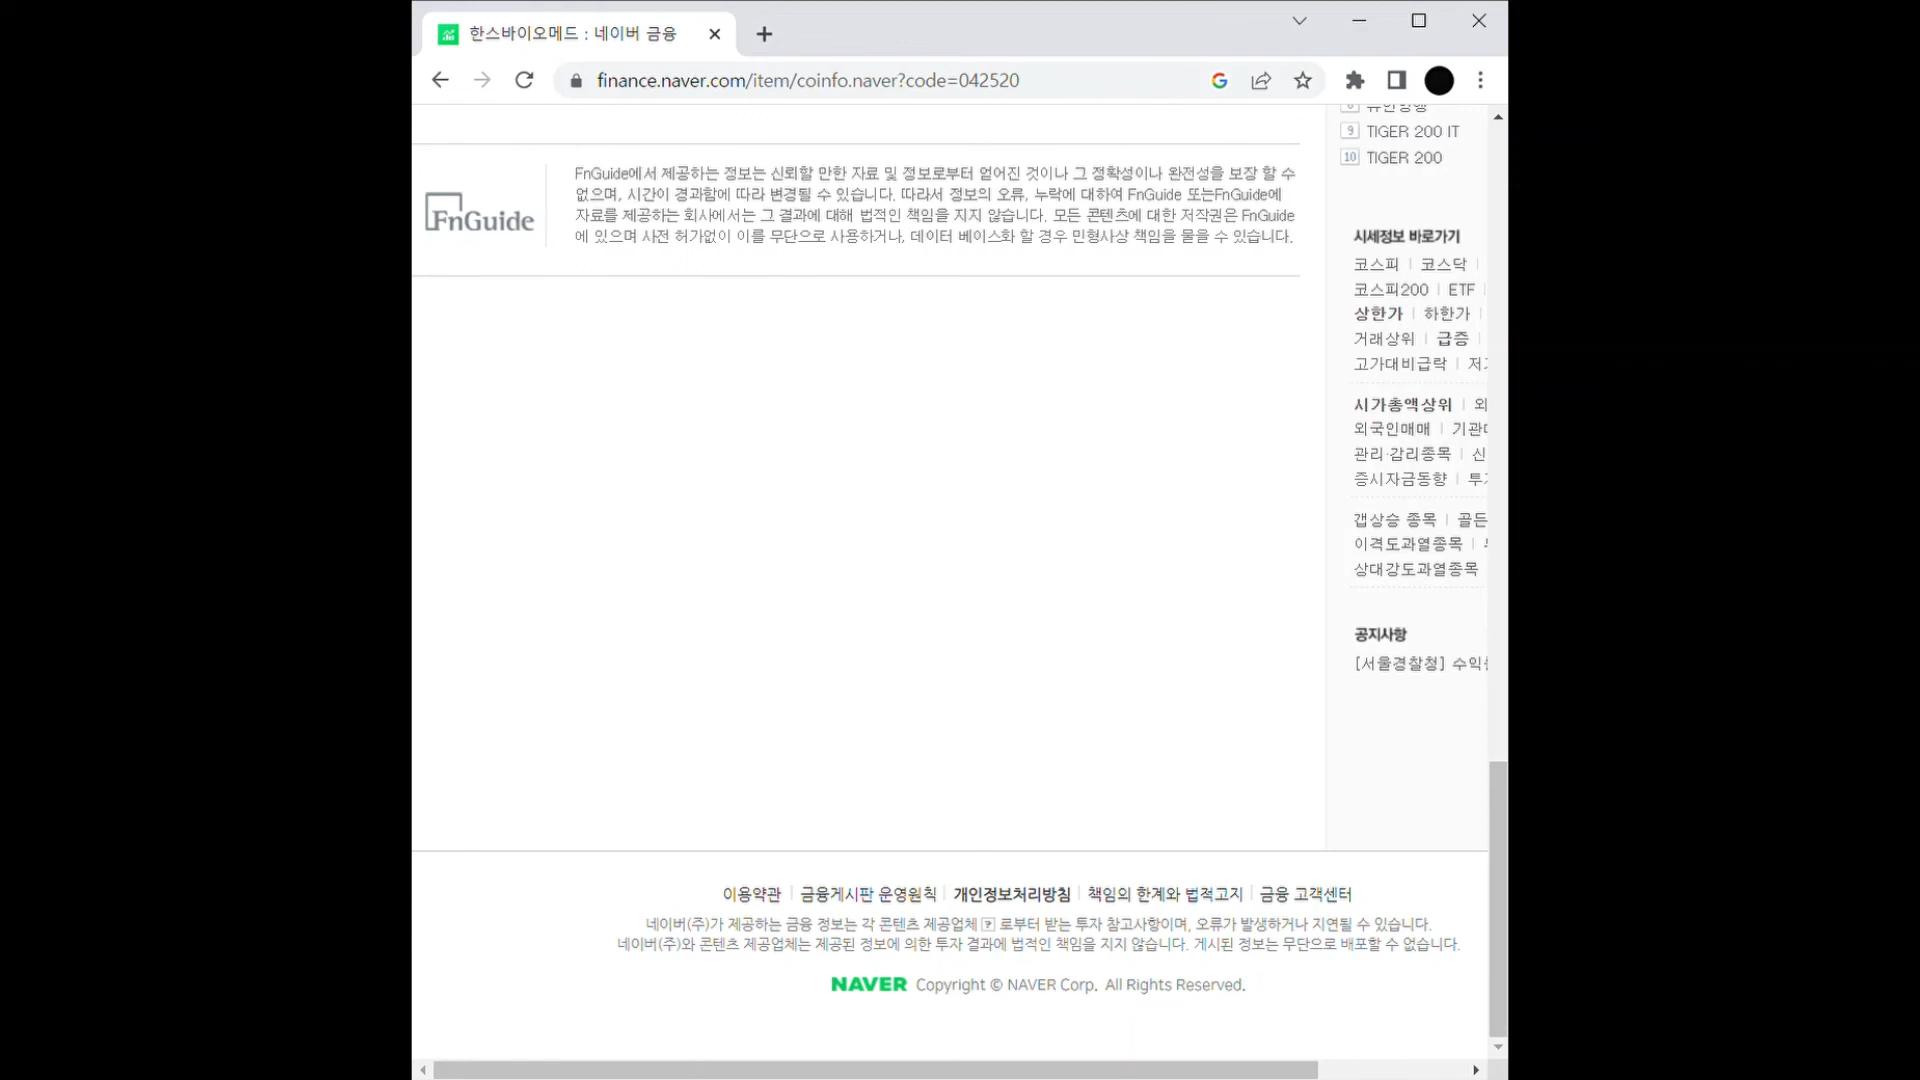 한스바이오메드 : 네이버 금융
finance.naver.com/item/coinfo.naver?code=042520
FnGuide
FnGuide에서 제공하는 정보는 신뢰할 만한 자료 및 정보로부터 얻어진 것이나 그 정확성이나 완전성을 보장 할 수
없으며, 시간이 경과함에 따라 변경될 수 있습니다. 따라서 정보의 오류, 누락에 대하여 FnGuide 또는FnGuide에
자료를 제공하는 회사에서는 그 결과에 대해 법적인 책임을 지지 않습니다. 모든 콘텐츠에 대한 저작권은 FnGuide
에 있으며 사전 허가없이 이를 무단으로 사용하거나, 데이터 베이스화 할 경우 민형사상 책임을 물을 수 있습니다.
9 TIGER 200 IT
10 TIGER 200
시세정보 바로가기
코스피 | 코스닥 |
코스피200 | ETF |
상한가 | 하한가 |
거래상위 | 급증 |
고가대비급락 | 저
시가총액상위 | 외
외국인매매 | 기관
관리·감리종목 | 신
증시자금동향 | 투
갭상승 종목 | 골든
이격도과열종목 |
상대강도과열종목
공지사항
[서울경찰청] 수익
이용약관 | 금융게시판 운영원칙 | 개인정보처리방침 | 책임의 한계와 법적고지 | 금융 고객센터
네이버(주)가 제공하는 금융 정보는 각 콘텐츠 제공업체 ? 로부터 받는 투자 참고사항이며, 오류가 발생하거나 지연될 수 있습니다.
네이버(주)와 콘텐츠 제공업체는 제공된 정보에 의한 투자 결과에 법적인 책임을 지지 않습니다. 게시된 정보는 무단으로 배포할 수 없습니다.
NAVER Copyright © NAVER Corp. All Rights Reserved.